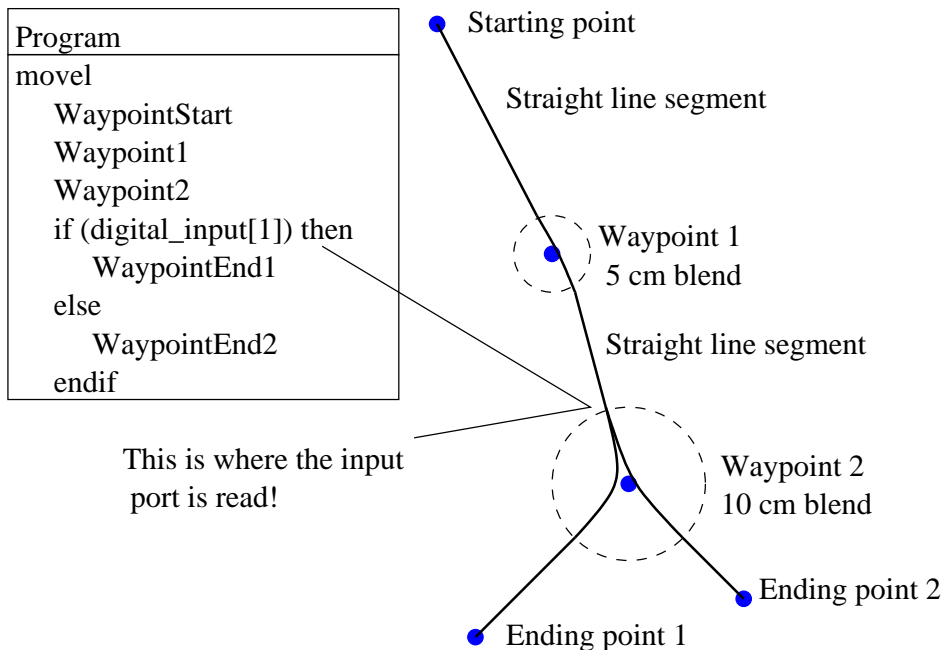 Program
movel
WaypointStart
Waypoint1
Waypoint2
if (digital_input[1]) then
WaypointEnd1
else
WaypointEnd2
endif
Starting point
Straight line segment
Waypoint 1
5 cm blend
Straight line segment
This is where the input
port is read!
Waypoint 2
10 cm blend
Ending point 2
Ending point 1